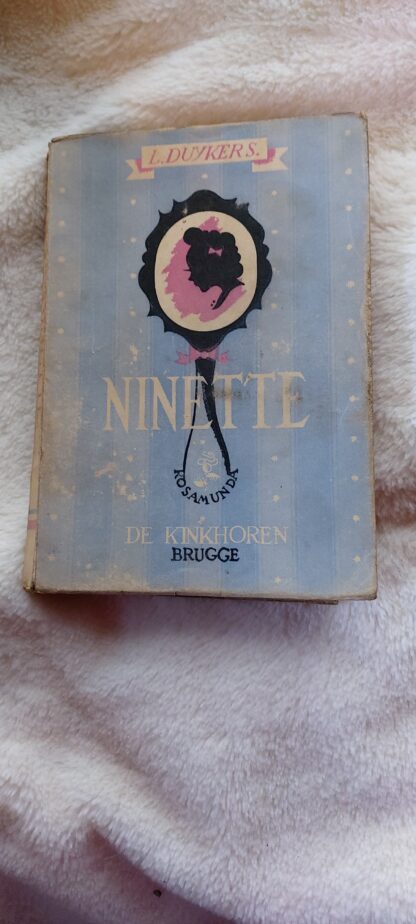 L. DUYKERS.
NINETTE
ROSAMUNDA
DE KINKHOREN
BRUGGE